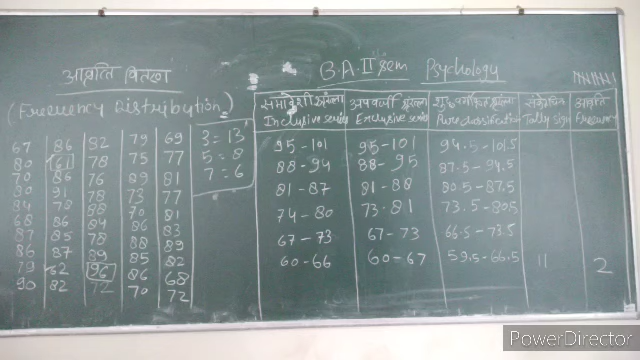 B.A. II Sem Psychology
आवृत्ति वितरण
(Frequency Distribution)
67 86 82 79 69
80 61 78 75 77
70 86 76 89 81
80 91 78 73 77
84 78 88 70 81
68 86 84 86 83
87 85 78 88 89
86 87 89 85 82
79 62 96 86 68
90 82 72 70 72
3 = 13
5 = 8
7 = 6
समावेशी श्रृंखला अपवर्जी श्रृंखला आवृत्ति
Inclusive series Exclusive series Pure classification Tally sign Frequency
95-101 95-101 94.5-101.5
88-94 88-95 87.5-94.5
81-87 81-88 80.5-87.5
74-80 73-81 73.5-80.5
67-73 67-73 66.5-73.5
60-66 60-67 59.5-66.5 || 2
PowerDirector